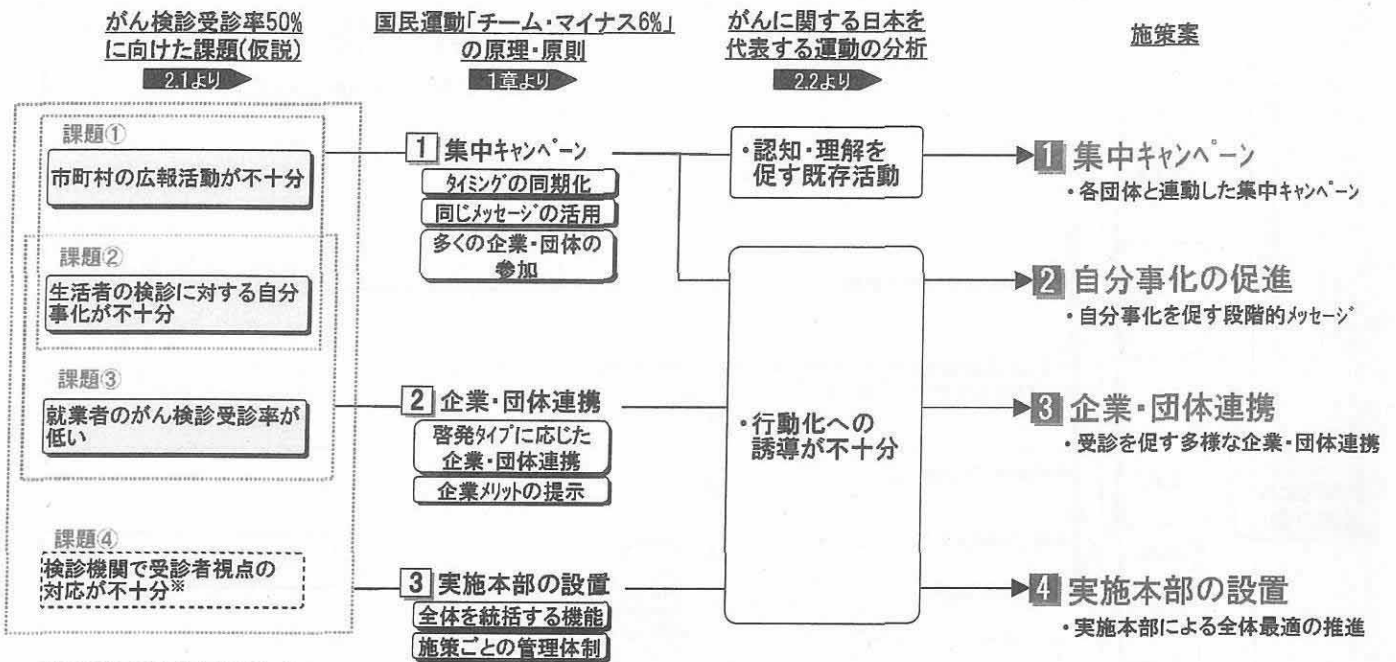 がん検診受診率50%
に向けた課題(仮説)
2.1より
国民運動「チーム・マイナス6%」
の原理・原則
1章より
がんに関する日本を
代表する運動の分析
2.2より
施策案
課題①
市町村の広報活動が不十分
課題②
生活者の検診に対する自分
事化が不十分
課題③
就業者のがん検診受診率が
低い
課題④
検診機関で受診者視点の
対応が不十分※
1 集中キャンペーン
タイミングの同期化
同じメッセージの活用
多くの企業・団体の
参加
2 企業・団体連携
啓発タイプに応じた
企業・団体連携
企業メリットの提示
3 実施本部の設置
全体を統括する機能
施策ごとの管理体制
・認知・理解を
促す既存活動
・行動化への
誘導が不十分
1 集中キャンペーン
・各団体と連動した集中キャンペーン
2 自分事化の促進
・自分事化を促す段階的メッセージ
3 企業・団体連携
・受診を促す多様な企業・団体連携
4 実施本部の設置
・実施本部による全体最適の推進